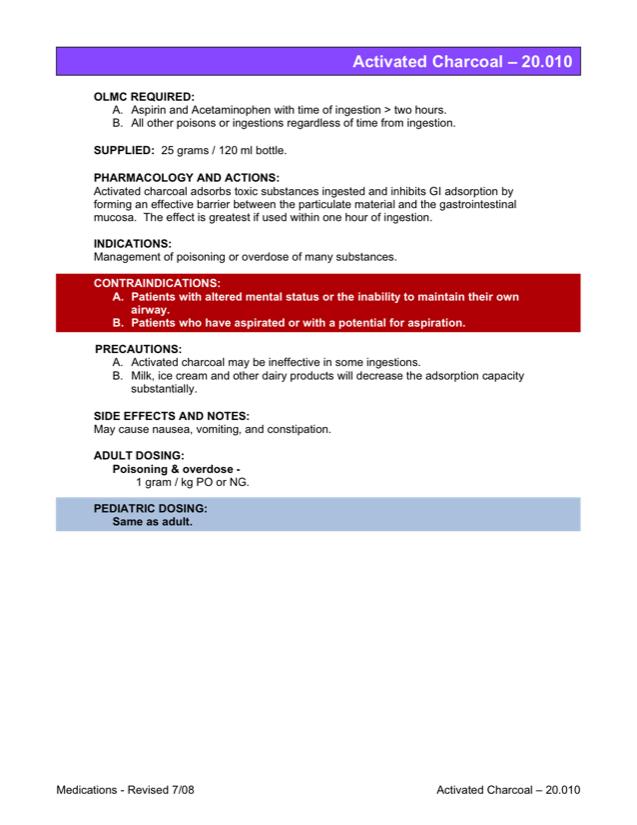 Activated Charcoal – 20.010
OLMC REQUIRED:
A. Aspirin and Acetaminophen with time of ingestion > two hours.
B. All other poisons or ingestions regardless of time from ingestion.
SUPPLIED: 25 grams / 120 ml bottle.
PHARMACOLOGY AND ACTIONS:
Activated charcoal adsorbs toxic substances ingested and inhibits GI adsorption by
forming an effective barrier between the particulate material and the gastrointestinal
mucosa. The effect is greatest if used within one hour of ingestion.
INDICATIONS:
Management of poisoning or overdose of many substances.
CONTRAINDICATIONS:
A. Patients with altered mental status or the inability to maintain their own
airway.
B. Patients who have aspirated or with a potential for aspiration.
PRECAUTIONS:
A. Activated charcoal may be ineffective in some ingestions.
B. Milk, ice cream and other dairy products will decrease the adsorption capacity
substantially.
SIDE EFFECTS AND NOTES:
May cause nausea, vomiting, and constipation.
ADULT DOSING:
Poisoning & overdose -
1 gram / kg PO or NG.
PEDIATRIC DOSING:
Same as adult.
Medications - Revised 7/08
Activated Charcoal – 20.010